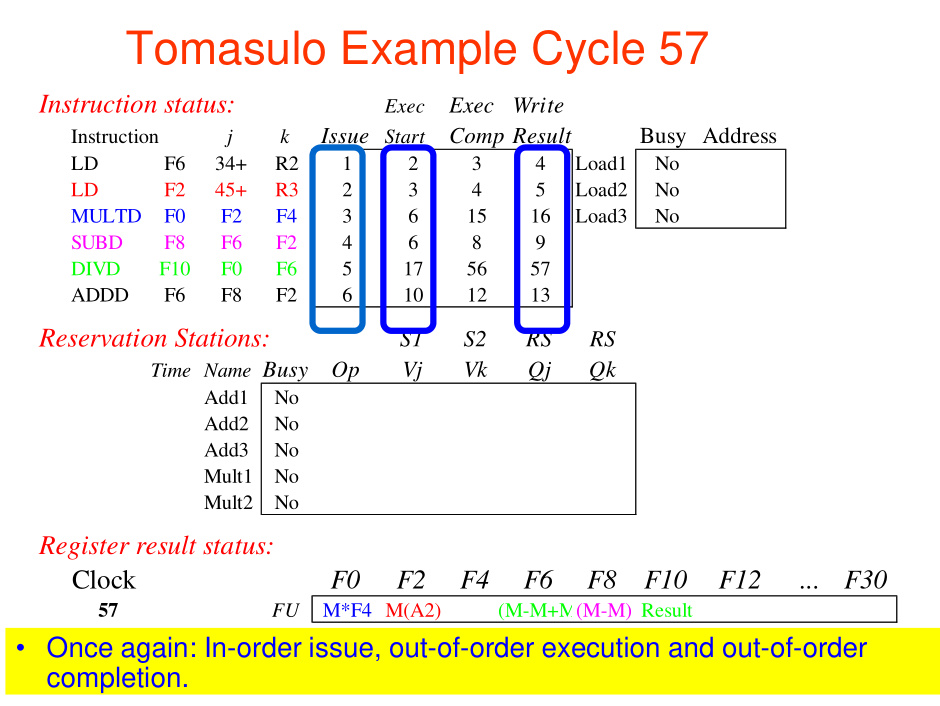 Tomasulo Example Cycle 57
Instruction status: Exec Exec Write
Instruction j k Issue Start Comp Result Busy Address
LD F6 34+ R2 1 2 3 4 Load1 No
LD F2 45+ R3 2 3 4 5 Load2 No
MULTD F0 F2 F4 3 6 15 16 Load3 No
SUBD F8 F6 F2 4 6 8 9
DIVD F10 F0 F6 5 17 56 57
ADDD F6 F8 F2 6 10 12 13
Reservation Stations: S1 S2 RS RS
Time Name Busy Op Vj Vk Qj Qk
Add1 No
Add2 No
Add3 No
Mult1 No
Mult2 No
Register result status:
Clock F0 F2 F4 F6 F8 F10 F12 ... F30
57 FU M*F4 M(A2) (M-M+M (M-M) Result
• Once again: In-order issue, out-of-order execution and out-of-order
completion.